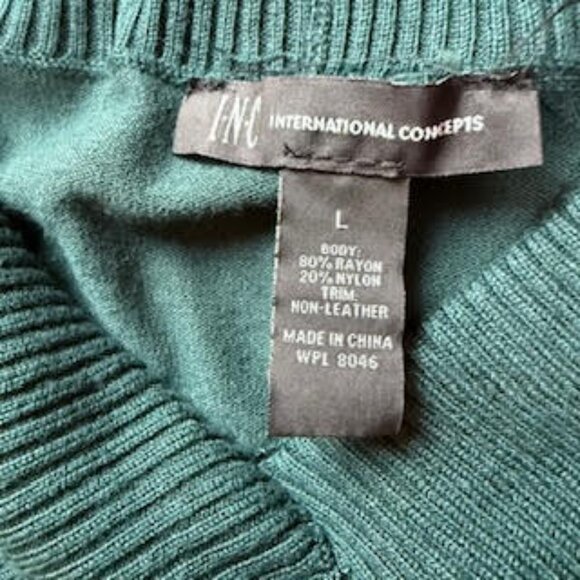 I·N·C INTERNATIONAL CONCEPTS
L
BODY:
80% RAYON
20% NYLON
TRIM:
NON-LEATHER
MADE IN CHINA
WPL 8046